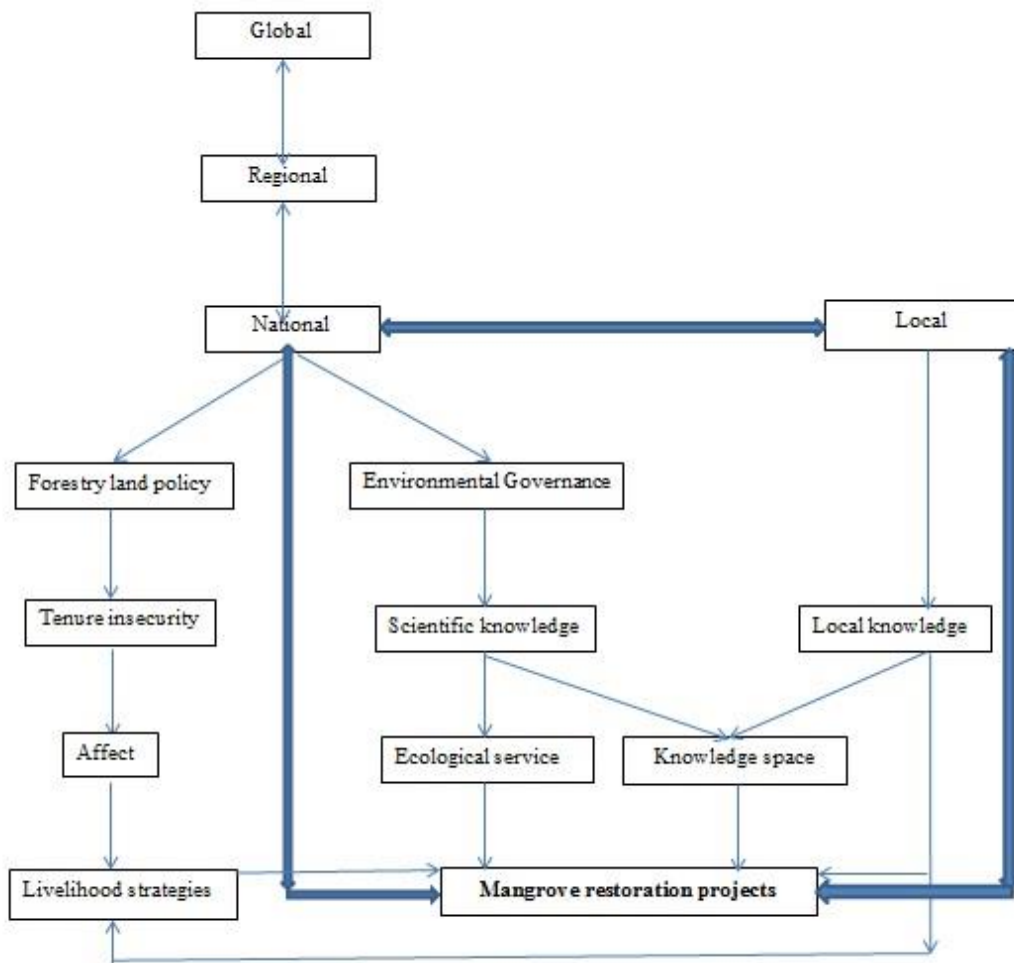 Global
Regional
National
Local
Forestry land policy
Environmental Governance
Tenure insecurity
Scientific knowledge
Local knowledge
Affect
Ecological service
Knowledge space
Livelihood strategies
Mangrove restoration projects